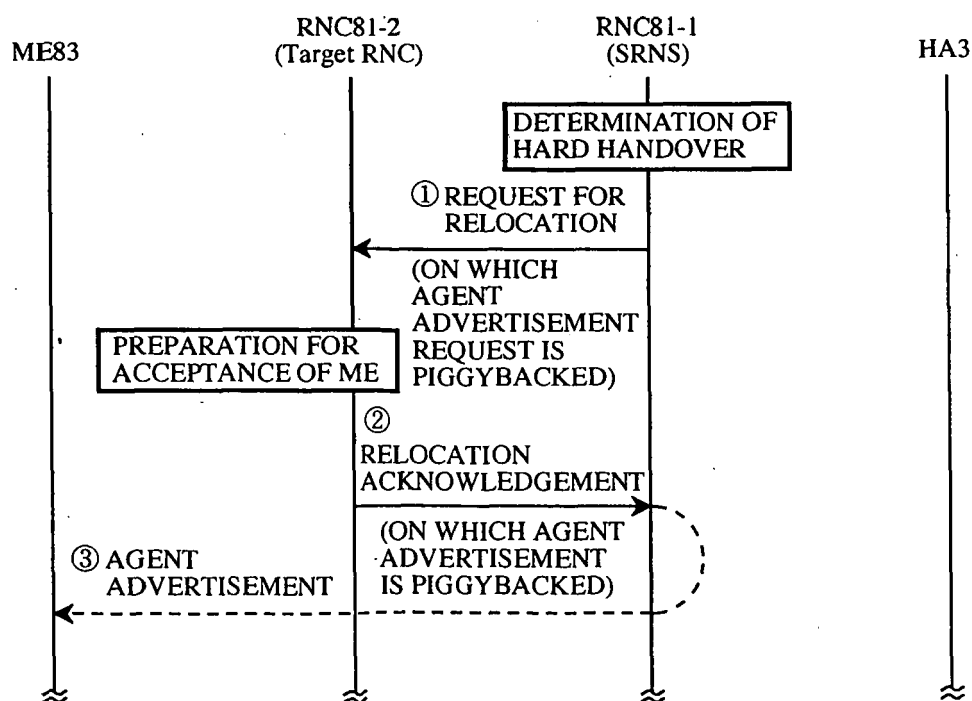 ME83
RNC81-2
(Target RNC)
RNC81-1
(SRNS)
HA3
DETERMINATION OF
HARD HANDOVER
① REQUEST FOR
RELOCATION
(ON WHICH
AGENT
ADVERTISEMENT
REQUEST IS
PIGGYBACKED)
PREPARATION FOR
ACCEPTANCE OF ME
②
RELOCATION
ACKNOWLEDGEMENT
(ON WHICH AGENT
ADVERTISEMENT
IS PIGGYBACKED)
③ AGENT
ADVERTISEMENT